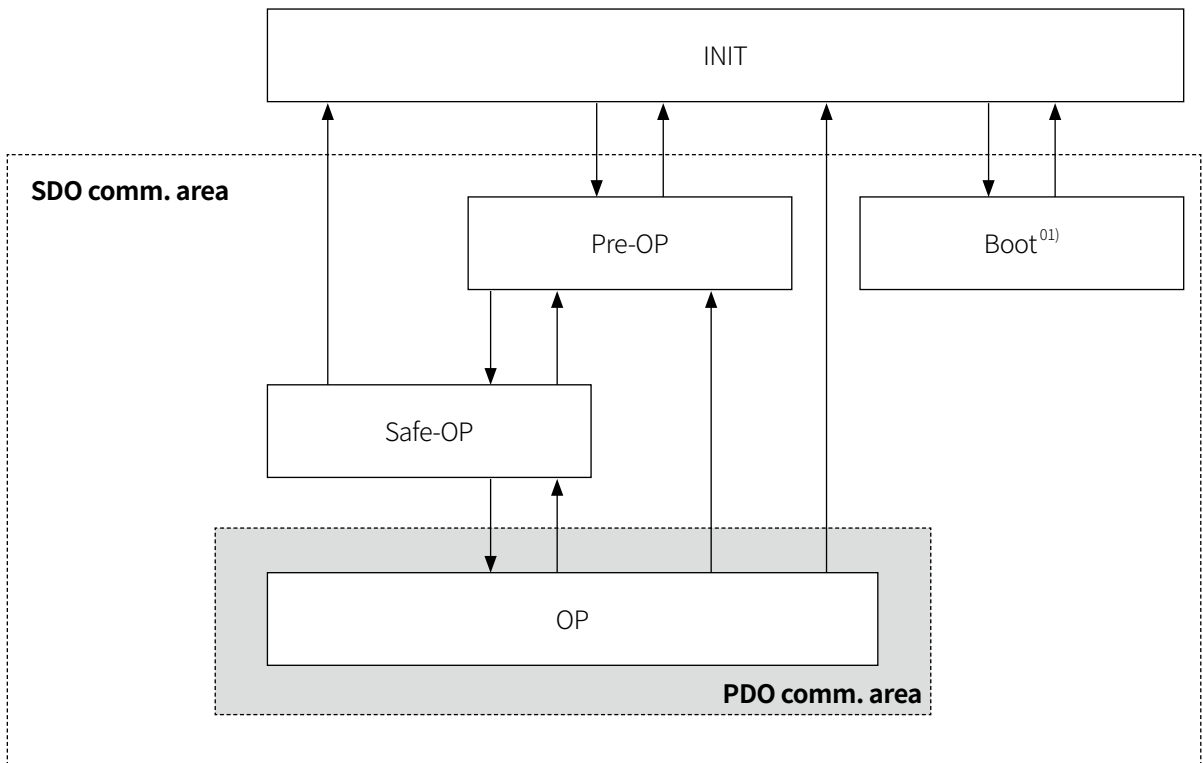 INIT
SDO comm. area
Pre-OP
Boot⁰¹⁾
Safe-OP
OP
PDO comm. area